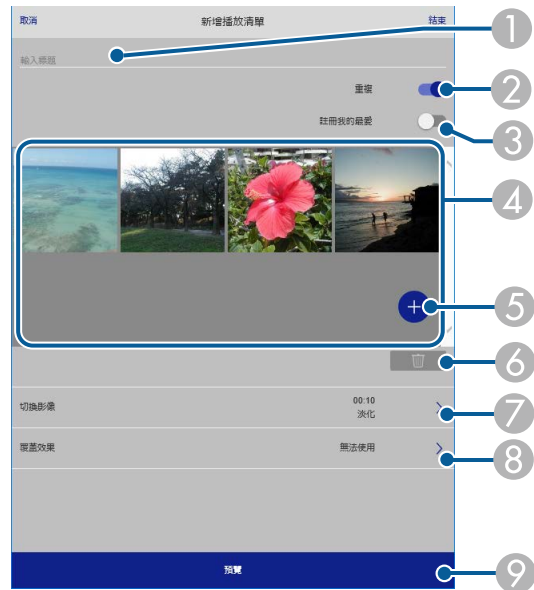 取消 新增播放清單 結束
1
輸入標題
重複
2
註冊我的最愛
3
4
5
6
切換影像 00:10
淡化
7
覆蓋效果 無法使用
8
預覽
9